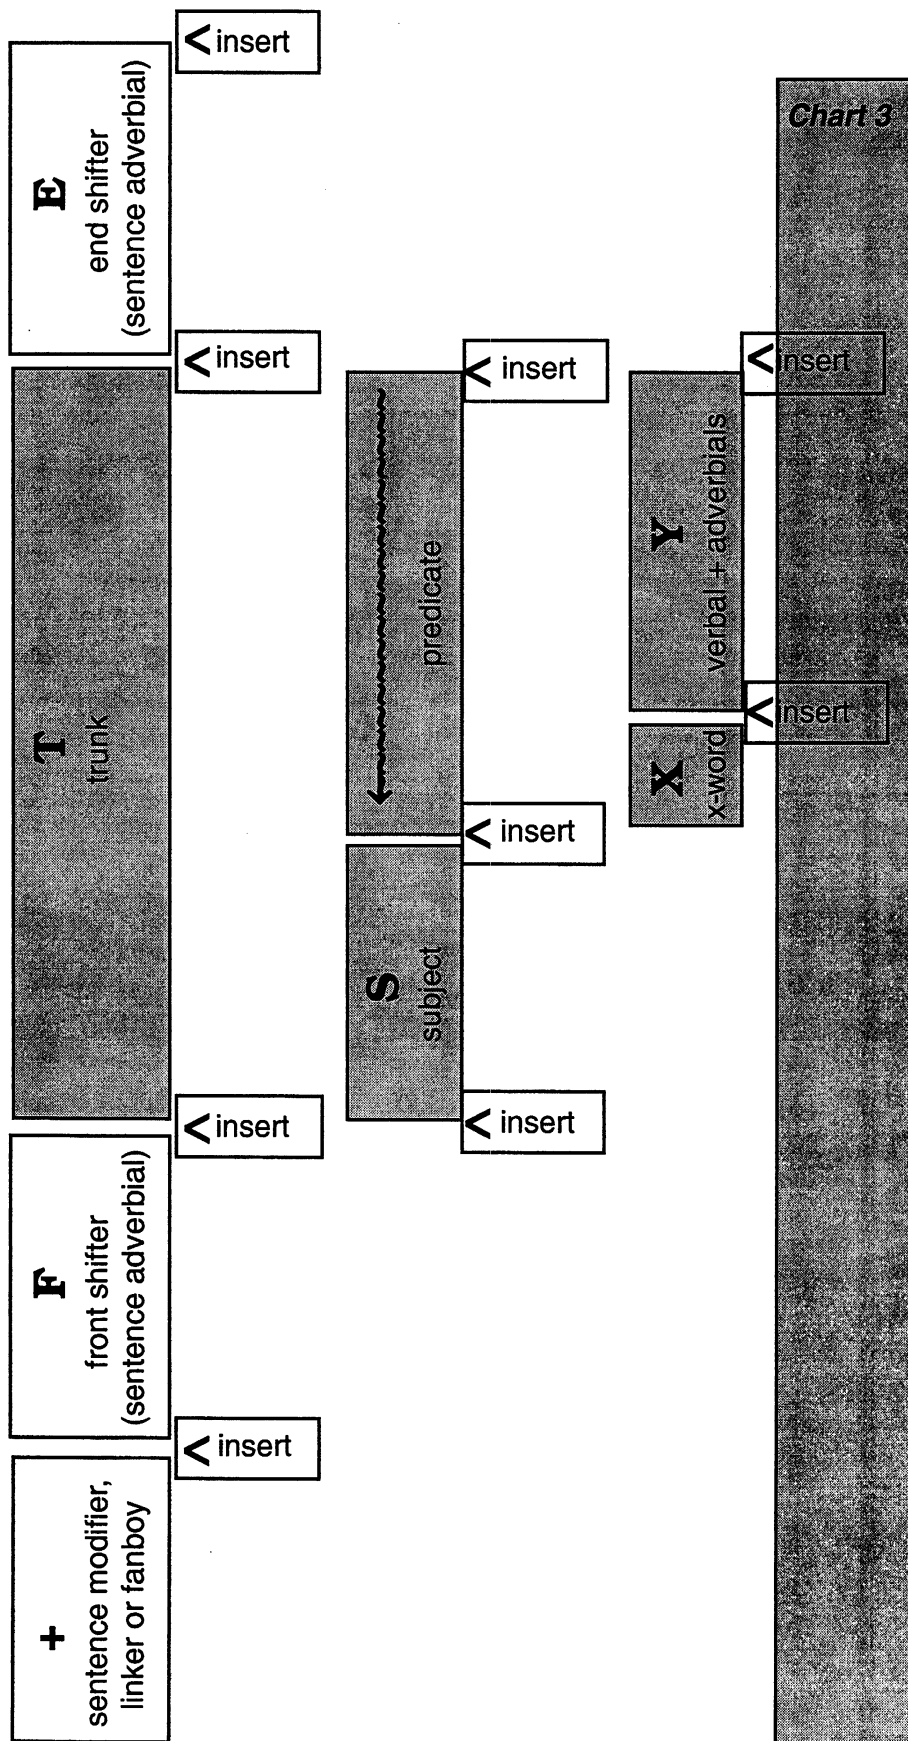 +
sentence modifier,
linker or fanboy
F
front shifter
(sentence adverbial)
T
trunk
E
end shifter
(sentence adverbial)
< insert
< insert
< insert
< insert
S
subject
predicate
< insert
< insert
< insert
X
x-word
Y
verbal + adverbials
< insert
< insert
Chart 3